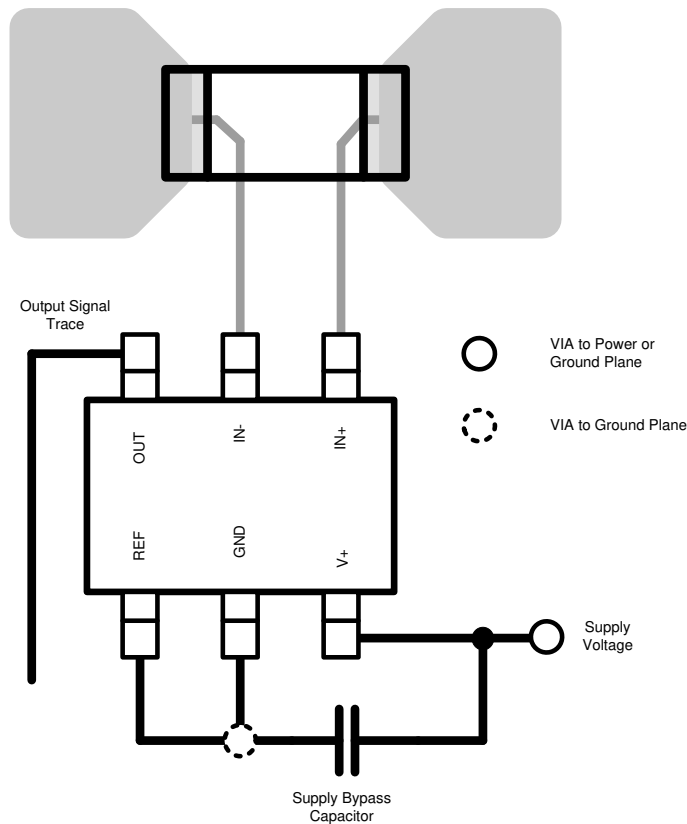 Output Signal
Trace
VIA to Power or
Ground Plane
VIA to Ground Plane
OUT
IN-
IN+
REF
GND
V+
Supply
Voltage
Supply Bypass
Capacitor